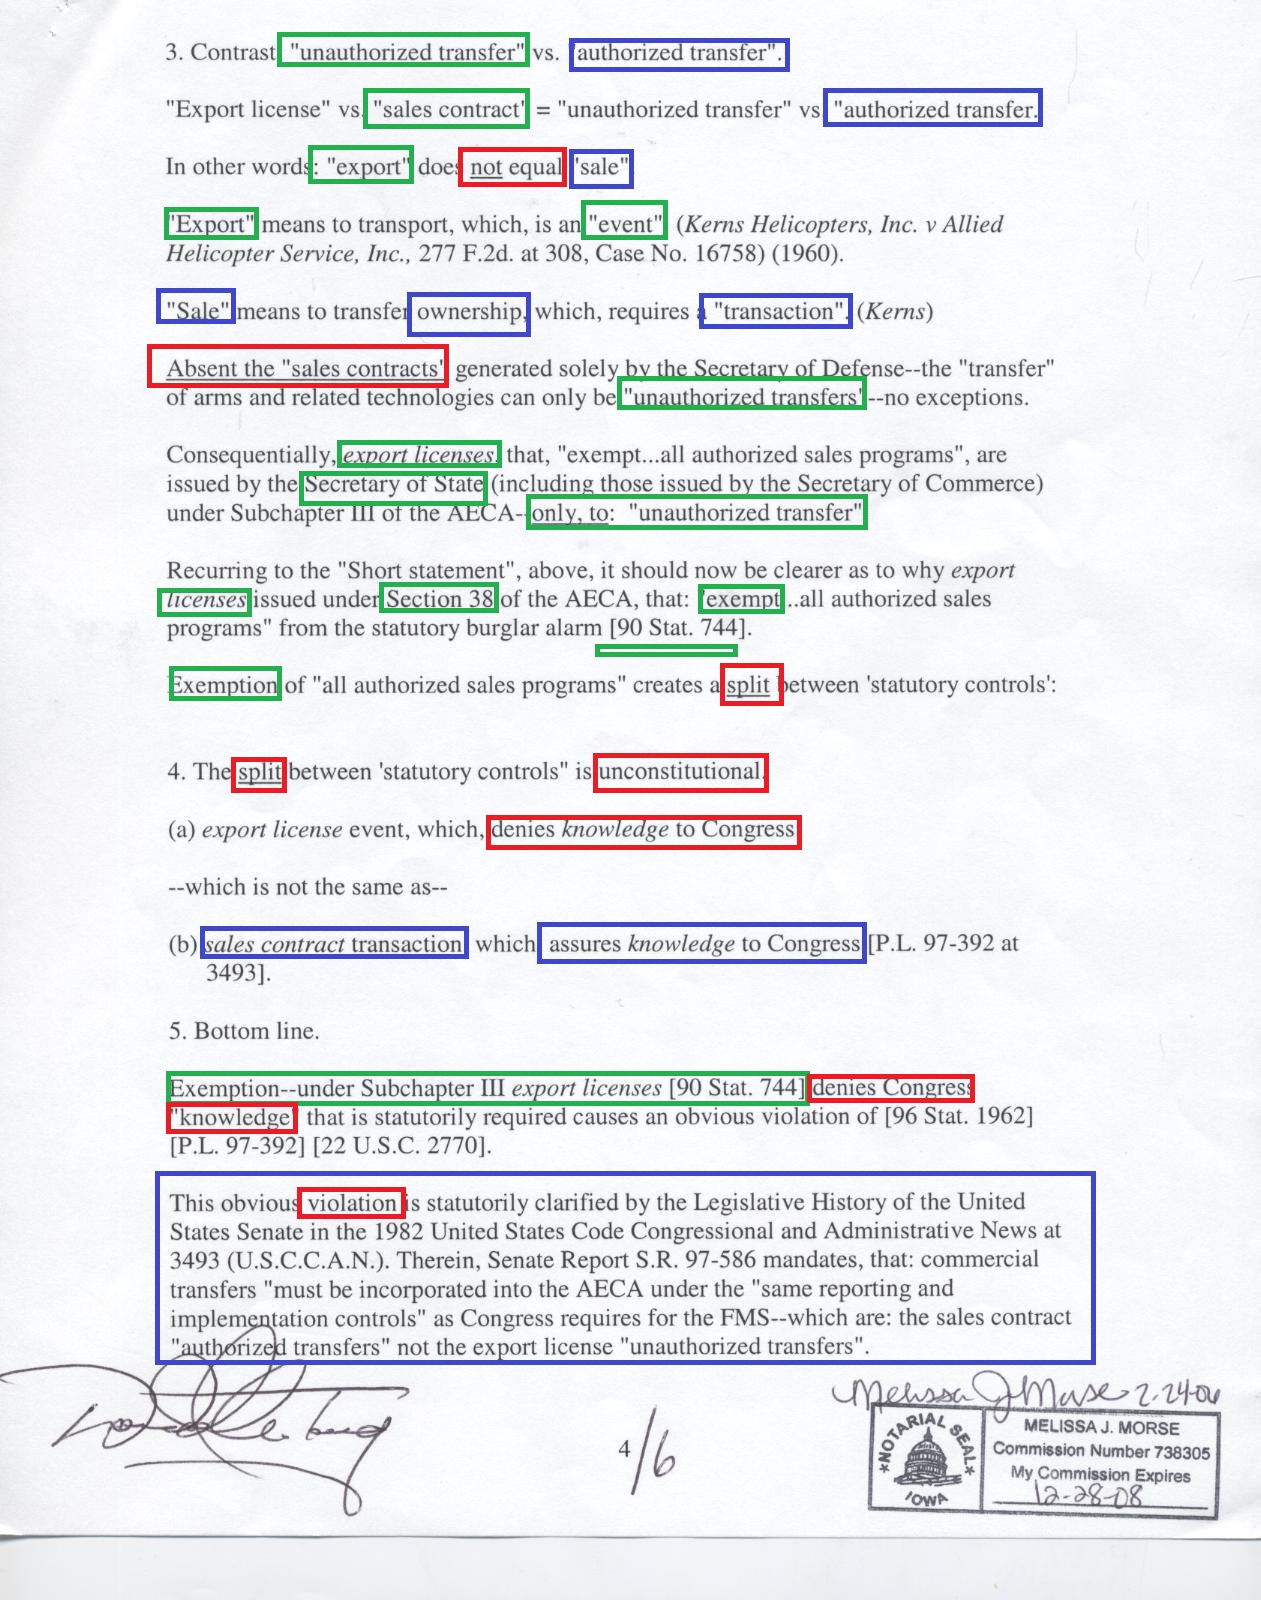 3. Contrast "unauthorized transfer" vs. "authorized transfer".
"Export license" vs. "sales contract" = "unauthorized transfer" vs "authorized transfer.
In other words: "export" does not equal "sale"
"Export" means to transport, which, is an "event" (Kerns Helicopters, Inc. v Allied
Helicopter Service, Inc., 277 F.2d. at 308, Case No. 16758) (1960).
"Sale" means to transfer ownership, which, requires a "transaction". (Kerns)
Absent the "sales contracts" generated solely by the Secretary of Defense--the "transfer"
of arms and related technologies can only be "unauthorized transfers"--no exceptions.
Consequentially, export licenses, that, "exempt...all authorized sales programs", are
issued by the Secretary of State (including those issued by the Secretary of Commerce)
under Subchapter III of the AECA--only, to: "unauthorized transfer"
Recurring to the "Short statement", above, it should now be clearer as to why export
licenses issued under Section 38 of the AECA, that: "exempt...all authorized sales
programs" from the statutory burglar alarm [90 Stat. 744].
Exemption of "all authorized sales programs" creates a split between 'statutory controls':
4. The split between 'statutory controls" is unconstitutional.
(a) export license event, which, denies knowledge to Congress
--which is not the same as--
(b) sales contract transaction which assures knowledge to Congress [P.L. 97-392 at
3493].
5. Bottom line.
Exemption--under Subchapter III export licenses [90 Stat. 744] denies Congress
"knowledge" that is statutorily required causes an obvious violation of [96 Stat. 1962]
[P.L. 97-392] [22 U.S.C. 2770].
This obvious violation is statutorily clarified by the Legislative History of the United
States Senate in the 1982 United States Code Congressional and Administrative News at
3493 (U.S.C.C.A.N.). Therein, Senate Report S.R. 97-586 mandates, that: commercial
transfers "must be incorporated into the AECA under the "same reporting and
implementation controls" as Congress requires for the FMS--which are: the sales contract
"authorized transfers" not the export license "unauthorized transfers".
Melissa J. Morse 2-24-06
4/6
NOTARIAL SEAL
IOWA
MELISSA J. MORSE
Commission Number 738305
My Commission Expires
12-28-08